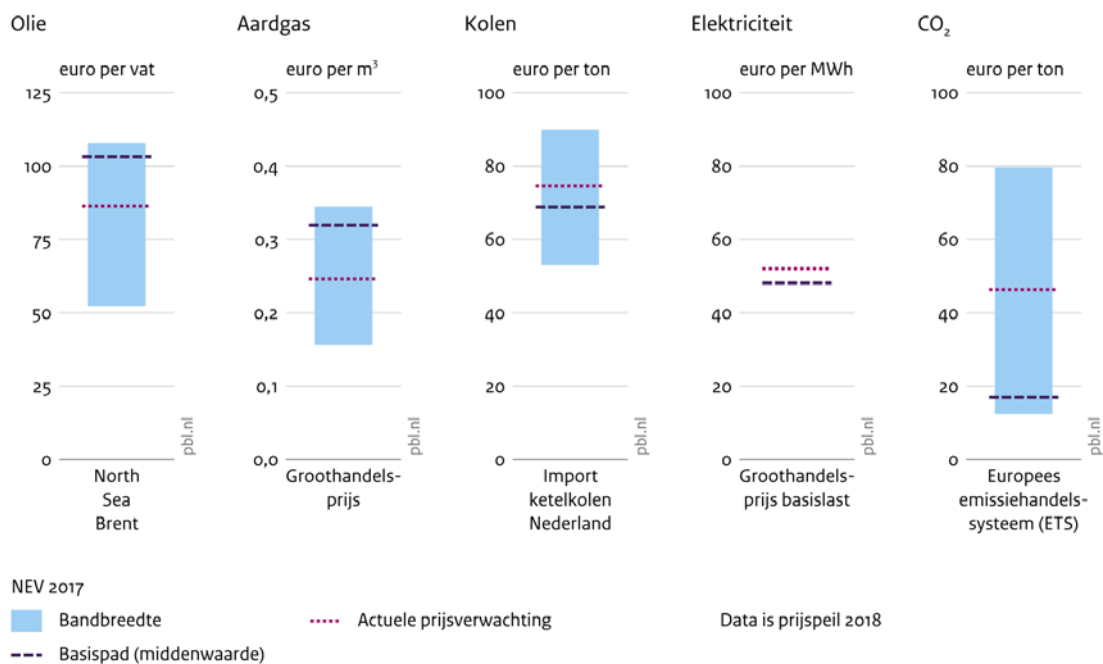 Olie
Aardgas
Kolen
Elektriciteit
CO₂
euro per vat
euro per m³
euro per ton
euro per MWh
euro per ton
125
100
75
50
25
0
0,5
0,4
0,3
0,2
0,1
0,0
100
80
60
40
20
0
100
80
60
40
20
0
100
80
60
40
20
0
pbl.nl
pbl.nl
pbl.nl
pbl.nl
pbl.nl
North
Sea
Brent
Groothandels-
prijs
Import
ketelkolen
Nederland
Groothandels-
prijs basislast
Europees
emissiehandels-
systeem (ETS)
NEV 2017
Bandbreedte
Actuele prijsverwachting
Data is prijspeil 2018
Basispad (middenwaarde)